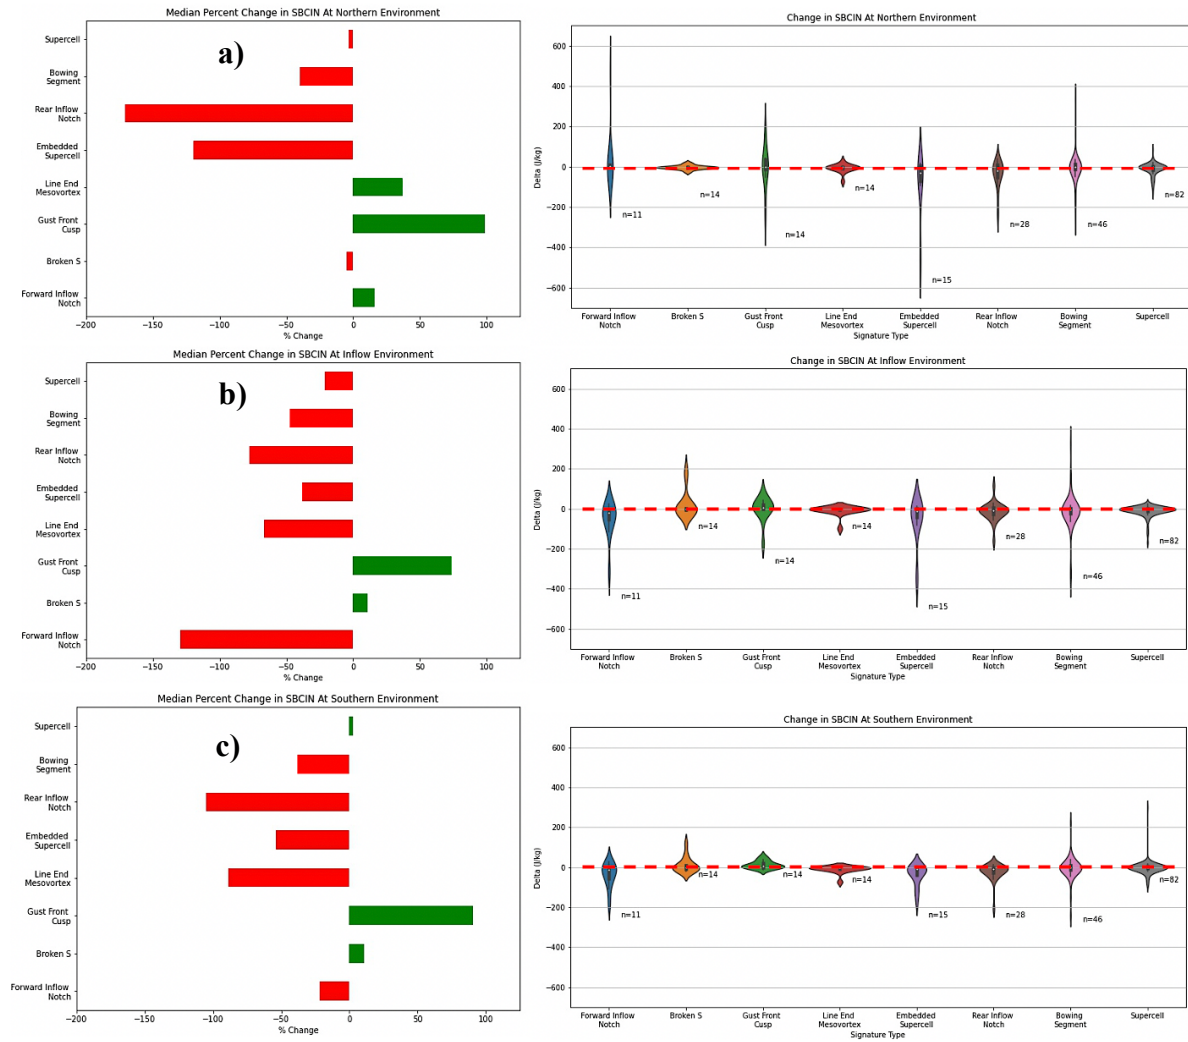 Median Percent Change in SBCIN At Northern Environment
a)
Supercell
Bowing
Segment
Rear Inflow
Notch
Embedded
Supercell
Line End
Mesovortex
Gust Front
Cusp
Broken S
Forward Inflow
Notch
−200 −150 −100 −50 0 50 100
% Change
Change in SBCIN At Northern Environment
Delta (J/kg)
600
400
200
0
−200
−400
−600
n=11
n=14
n=14
n=14
n=15
n=28
n=46
n=82
Forward Inflow Notch
Broken S
Gust Front Cusp
Line End Mesovortex
Embedded Supercell
Rear Inflow Notch
Bowing Segment
Supercell
Signature Type
Median Percent Change in SBCIN At Inflow Environment
b)
Supercell
Bowing
Segment
Rear Inflow
Notch
Embedded
Supercell
Line End
Mesovortex
Gust Front
Cusp
Broken S
Forward Inflow
Notch
−200 −150 −100 −50 0 50 100
% Change
Change in SBCIN At Inflow Environment
Delta (J/kg)
600
400
200
0
−200
−400
−600
n=11
n=14
n=14
n=14
n=15
n=28
n=46
n=82
Forward Inflow Notch
Broken S
Gust Front Cusp
Line End Mesovortex
Embedded Supercell
Rear Inflow Notch
Bowing Segment
Supercell
Signature Type
Median Percent Change in SBCIN At Southern Environment
c)
Supercell
Bowing
Segment
Rear Inflow
Notch
Embedded
Supercell
Line End
Mesovortex
Gust Front
Cusp
Broken S
Forward Inflow
Notch
−200 −150 −100 −50 0 50 100
% Change
Change in SBCIN At Southern Environment
Delta (J/kg)
600
400
200
0
−200
−400
−600
n=11
n=14
n=14
n=14
n=15
n=28
n=46
n=82
Forward Inflow Notch
Broken S
Gust Front Cusp
Line End Mesovortex
Embedded Supercell
Rear Inflow Notch
Bowing Segment
Supercell
Signature Type